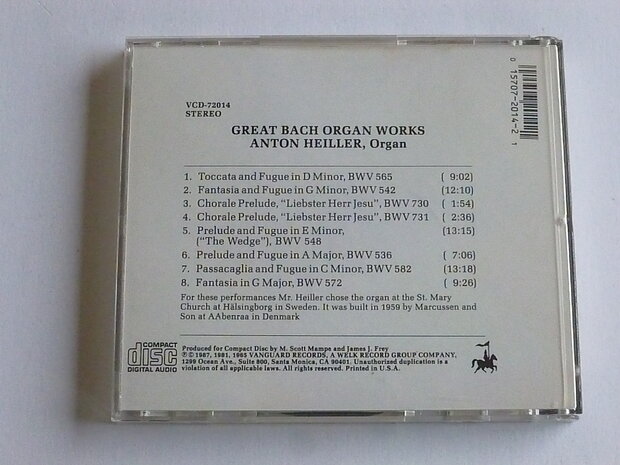 VCD-72014
STEREO
GREAT BACH ORGAN WORKS
ANTON HEILLER, Organ
1. Toccata and Fugue in D Minor, BWV 565 ( 9:02)
2. Fantasia and Fugue in G Minor, BWV 542 (12:10)
3. Chorale Prelude, “Liebster Herr Jesu”, BWV 730 ( 1:54)
4. Chorale Prelude, “Liebster Herr Jesu”, BWV 731 ( 2:36)
5. Prelude and Fugue in E Minor, (13:15)
(“The Wedge”), BWV 548
6. Prelude and Fugue in A Major, BWV 536 ( 7:06)
7. Passacaglia and Fugue in C Minor, BWV 582 (13:18)
8. Fantasia in G Major, BWV 572 ( 9:26)
For these performances Mr. Heiller chose the organ at the St. Mary
Church at Hälsingborg in Sweden. It was built in 1959 by Marcussen and
Son at AAbenraa in Denmark
COMPACT
disc
DIGITAL AUDIO
Produced for Compact Disc by M. Scott Mampe and James J. Frey
℗ © 1987, 1981, 1965 VANGUARD RECORDS, A WELK RECORD GROUP COMPANY,
1299 Ocean Ave., Suite 800, Santa Monica, CA 90401. Unauthorized duplication is a
violation of all applicable laws. All rights reserved. Printed in U.S.A.
0 15707-2014-2 1